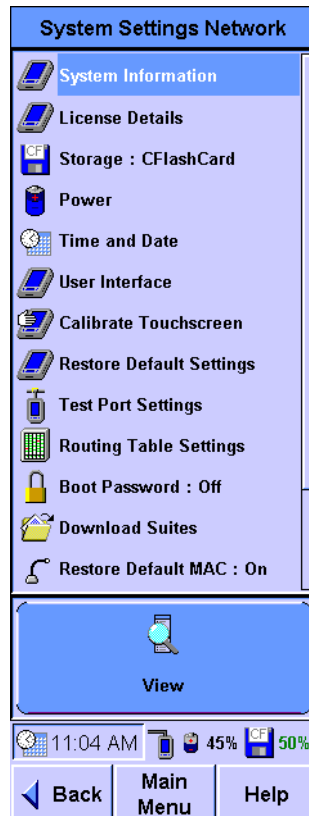 System Settings Network
System Information
License Details
CF
Storage : CFlashCard
Power
Time and Date
User Interface
Calibrate Touchscreen
Restore Default Settings
Test Port Settings
Routing Table Settings
Boot Password : Off
Download Suites
Restore Default MAC : On
View
11:04 AM 45% CF 50%
Back Main Menu Help